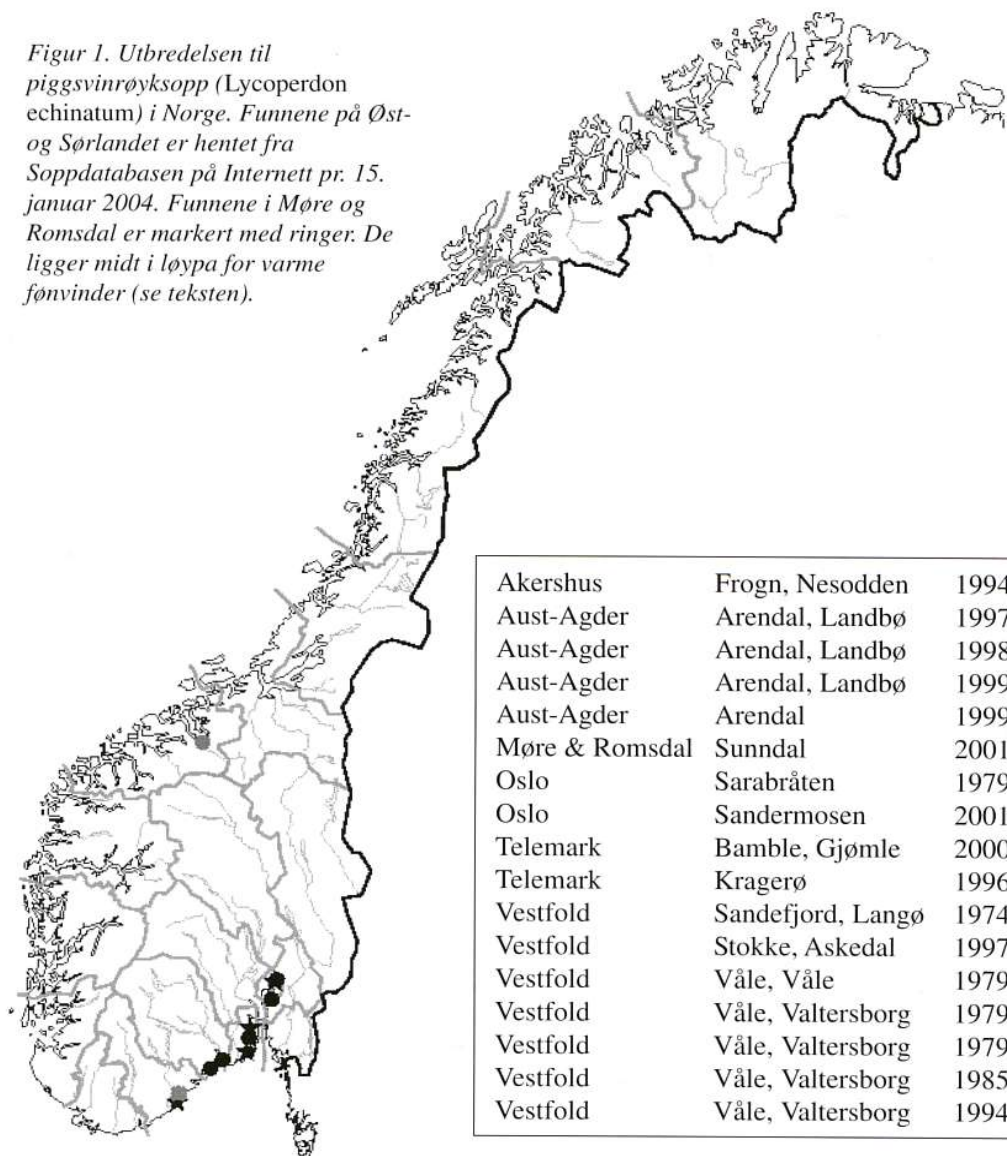 Figur 1. Utbredelsen til
piggsvinrøyksopp (Lycoperdon
echinatum) i Norge. Funnene på Øst-
og Sørlandet er hentet fra
Soppdatabasen på Internett pr. 15.
januar 2004. Funnene i Møre og
Romsdal er markert med ringer. De
ligger midt i løypa for varme
fønvinder (se teksten).
Akershus Frogn, Nesodden 1994
Aust-Agder Arendal, Landbø 1997
Aust-Agder Arendal, Landbø 1998
Aust-Agder Arendal, Landbø 1999
Aust-Agder Arendal 1999
Møre & Romsdal Sunndal 2001
Oslo Sarabråten 1979
Oslo Sandermosen 2001
Telemark Bamble, Gjømle 2000
Telemark Kragerø 1996
Vestfold Sandefjord, Langø 1974
Vestfold Stokke, Askedal 1997
Vestfold Våle, Våle 1979
Vestfold Våle, Valtersborg 1979
Vestfold Våle, Valtersborg 1979
Vestfold Våle, Valtersborg 1985
Vestfold Våle, Valtersborg 1994